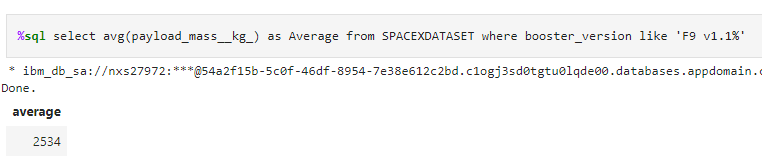 %sql select avg(payload_mass__kg_) as Average from SPACEXDATASET where booster_version like 'F9 v1.1%'
* ibm_db_sa://nxs27972:***@54a2f15b-5c0f-46df-8954-7e38e612c2bd.c1ogj3sd0tgtu0lqde00.databases.appdomain.c
Done.
average
2534